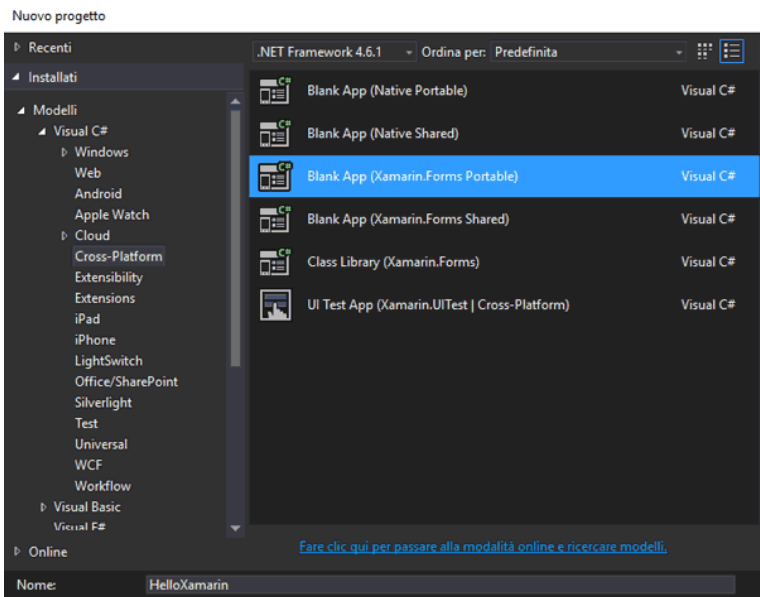 Nuovo progetto
Recenti
Installati
Modelli
Visual C#
Windows
Web
Android
Apple Watch
Cloud
Cross-Platform
Extensibility
Extensions
iPad
iPhone
LightSwitch
Office/SharePoint
Silverlight
Test
Universal
WCF
Workflow
Visual Basic
Visual F#
Online
.NET Framework 4.6.1 Ordina per: Predefinita
Blank App (Native Portable) Visual C#
Blank App (Native Shared) Visual C#
Blank App (Xamarin.Forms Portable) Visual C#
Blank App (Xamarin.Forms Shared) Visual C#
Class Library (Xamarin.Forms) Visual C#
UI Test App (Xamarin.UITest | Cross-Platform) Visual C#
Fare clic qui per passare alla modalità online e ricercare modelli.
Nome: HelloXamarin